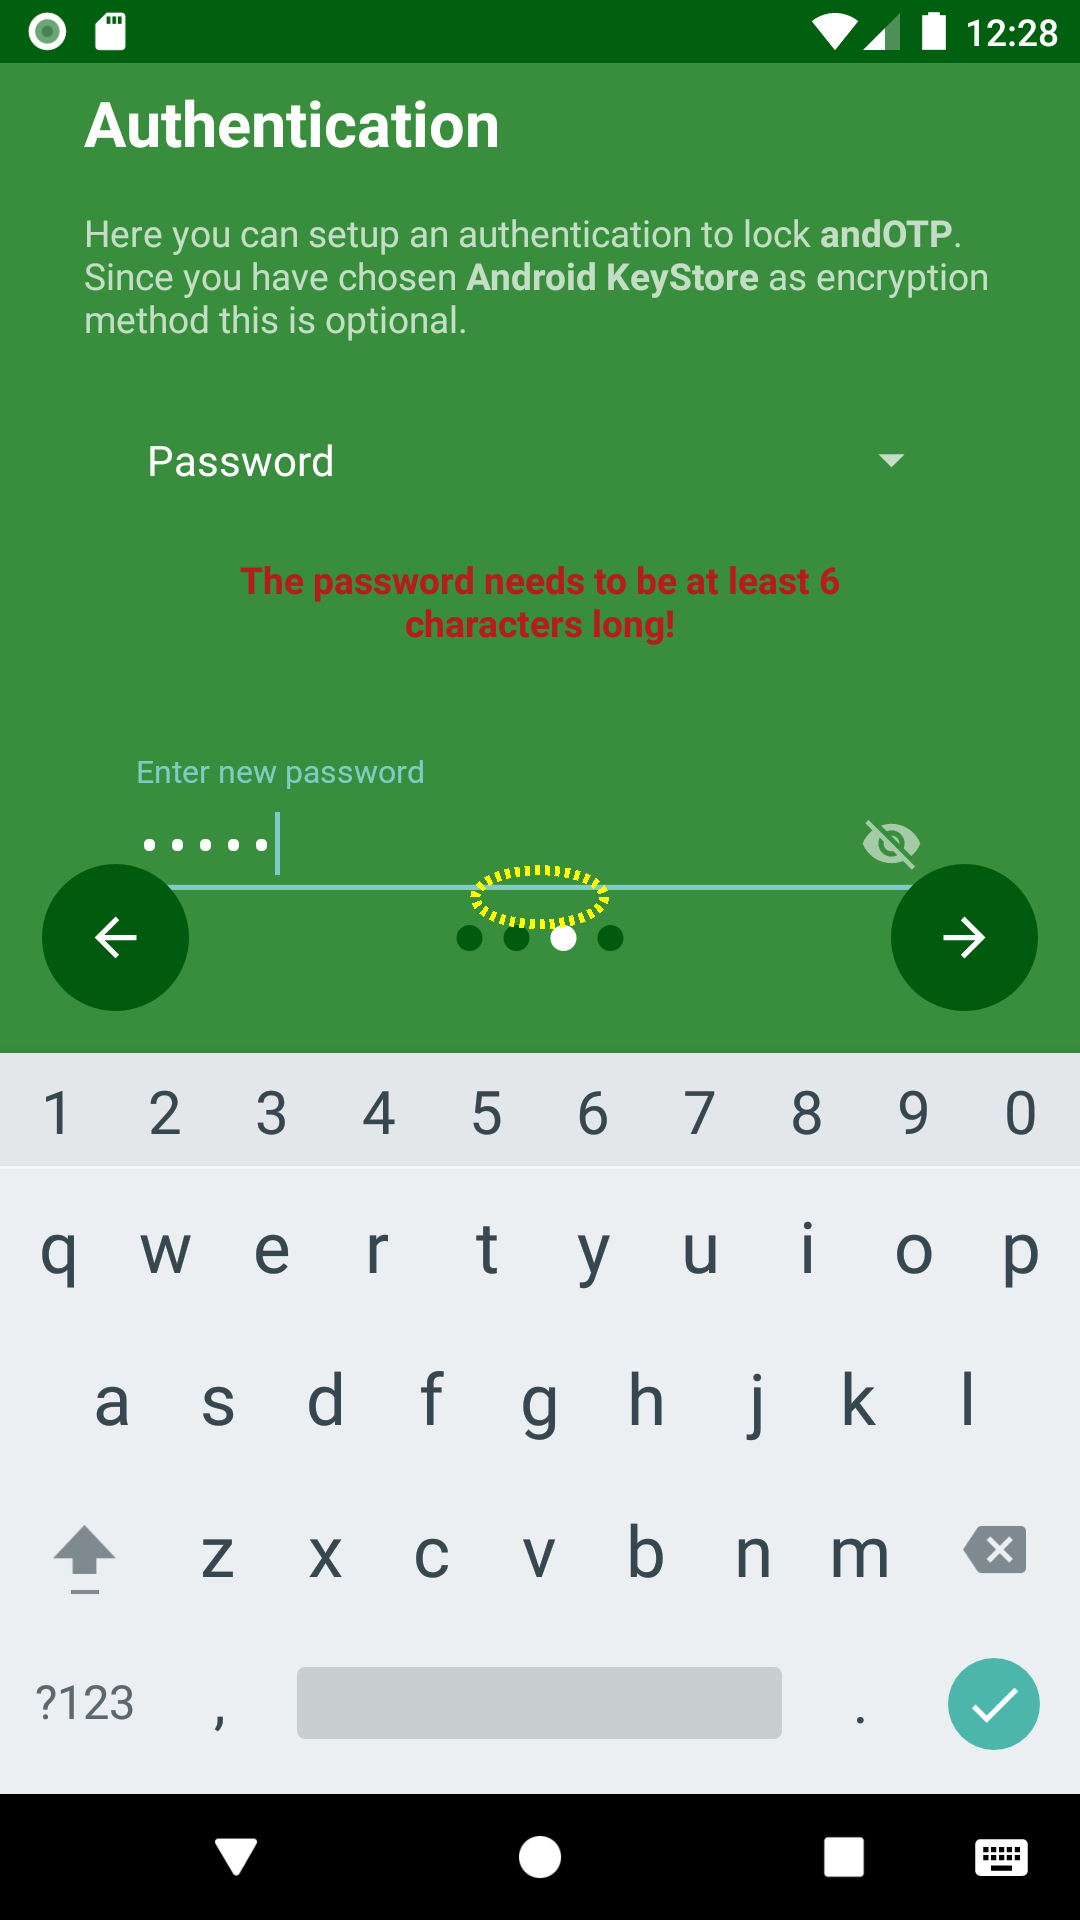 12:28
Authentication
Here you can setup an authentication to lock andOTP.
Since you have chosen Android KeyStore as encryption
method this is optional.
Password
The password needs to be at least 6
characters long!
Enter new password
1 2 3 4 5 6 7 8 9 0
q w e r t y u i o p
a s d f g h j k l
z x c v b n m
?123 , .